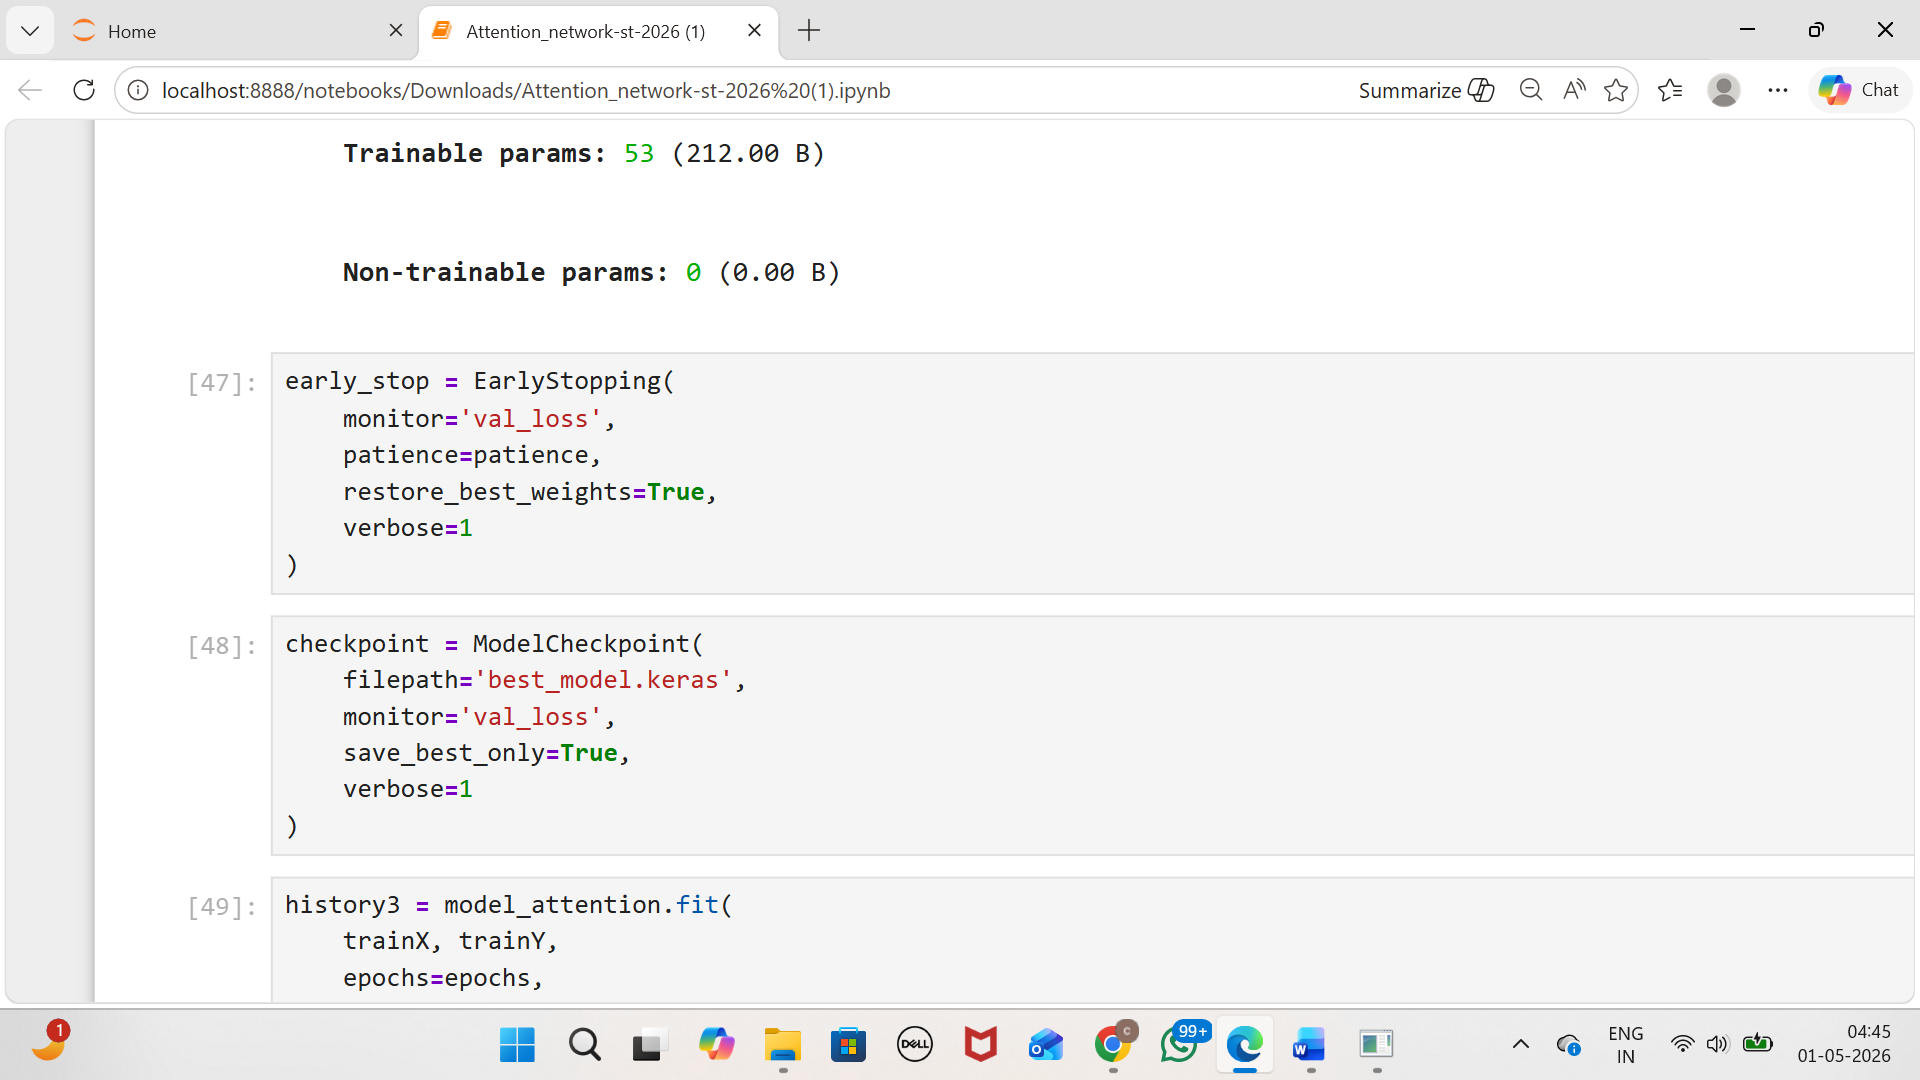 Home
Attention_network-st-2026 (1)
localhost:8888/notebooks/Downloads/Attention_network-st-2026%20(1).ipynb
Summarize
Chat
Trainable params: 53 (212.00 B)
Non-trainable params: 0 (0.00 B)
[47]:
early_stop = EarlyStopping(
    monitor='val_loss',
    patience=patience,
    restore_best_weights=True,
    verbose=1
)
[48]:
checkpoint = ModelCheckpoint(
    filepath='best_model.keras',
    monitor='val_loss',
    save_best_only=True,
    verbose=1
)
[49]:
history3 = model_attention.fit(
    trainX, trainY,
    epochs=epochs,
1
DELL
C
99+
W
ENG
IN
04:45
01-05-2026